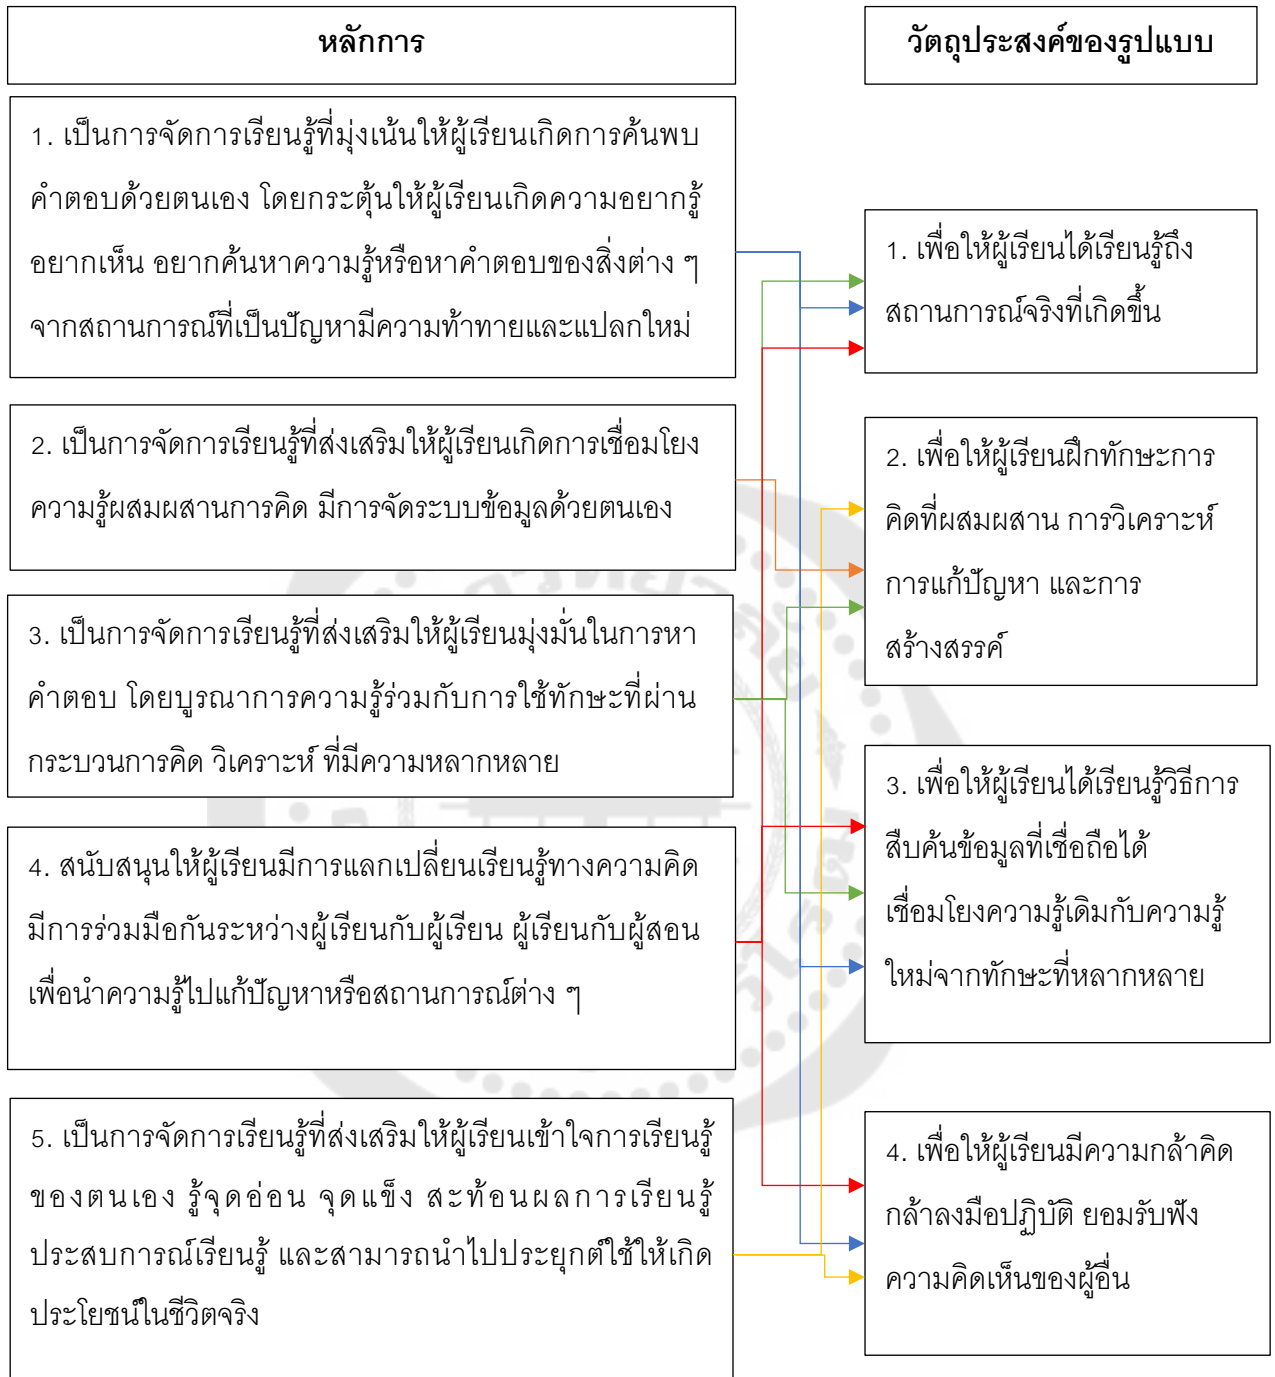 หลักการ
วัตถุประสงค์ของรูปแบบ
1. เป็นการจัดการเรียนรู้ที่มุ่งเน้นให้ผู้เรียนเกิดการค้นพบ
คำตอบด้วยตนเอง โดยกระตุ้นให้ผู้เรียนเกิดความอยากรู้
อยากเห็น อยากค้นหาความรู้หรือหาคำตอบของสิ่งต่าง ๆ
จากสถานการณ์ที่เป็นปัญหามีความท้าทายและแปลกใหม่
2. เป็นการจัดการเรียนรู้ที่ส่งเสริมให้ผู้เรียนเกิดการเชื่อมโยง
ความรู้ผสมผสานการคิด มีการจัดระบบข้อมูลด้วยตนเอง
3. เป็นการจัดการเรียนรู้ที่ส่งเสริมให้ผู้เรียนมุ่งมั่นในการหา
คำตอบ โดยบูรณาการความรู้ร่วมกับการใช้ทักษะที่ผ่าน
กระบวนการคิด วิเคราะห์ ที่มีความหลากหลาย
4. สนับสนุนให้ผู้เรียนมีการแลกเปลี่ยนเรียนรู้ทางความคิด
มีการร่วมมือกันระหว่างผู้เรียนกับผู้เรียน ผู้เรียนกับผู้สอน
เพื่อนำความรู้ไปแก้ปัญหาหรือสถานการณ์ต่าง ๆ
5. เป็นการจัดการเรียนรู้ที่ส่งเสริมให้ผู้เรียนเข้าใจการเรียนรู้
ของตนเอง รู้จุดอ่อน จุดแข็ง สะท้อนผลการเรียนรู้
ประสบการณ์เรียนรู้ และสามารถนำไปประยุกต์ใช้ให้เกิด
ประโยชน์ในชีวิตจริง
1. เพื่อให้ผู้เรียนได้เรียนรู้ถึง
สถานการณ์จริงที่เกิดขึ้น
2. เพื่อให้ผู้เรียนฝึกทักษะการ
คิดที่ผสมผสาน การวิเคราะห์
การแก้ปัญหา และการ
สร้างสรรค์
3. เพื่อให้ผู้เรียนได้เรียนรู้วิธีการ
สืบค้นข้อมูลที่เชื่อถือได้
เชื่อมโยงความรู้เดิมกับความรู้
ใหม่จากทักษะที่หลากหลาย
4. เพื่อให้ผู้เรียนมีความกล้าคิด
กล้าลงมือปฏิบัติ ยอมรับฟัง
ความคิดเห็นของผู้อื่น